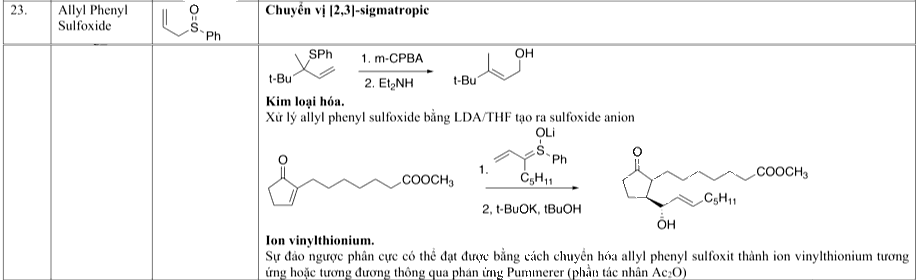 23.
Allyl Phenyl
Sulfoxide
O
S
Ph
Chuyển vị [2,3]-sigmatropic
SPh
t-Bu
1. m-CPBA
2. Et₂NH
OH
t-Bu
Kim loại hóa.
Xử lý allyl phenyl sulfoxide bằng LDA/THF tạo ra sulfoxide anion
O
COOCH₃
1.
OLi
S
Ph
C₅H₁₁
2, t-BuOK, tBuOH
O
COOCH₃
C₅H₁₁
OH
Ion vinylthionium.
Sự đảo ngược phân cực có thể đạt được bằng cách chuyển hóa allyl phenyl sulfoxit thành ion vinylthionium tương
ứng hoặc tương đương thông qua phản ứng Pummerer (phản tác nhân Ac₂O)